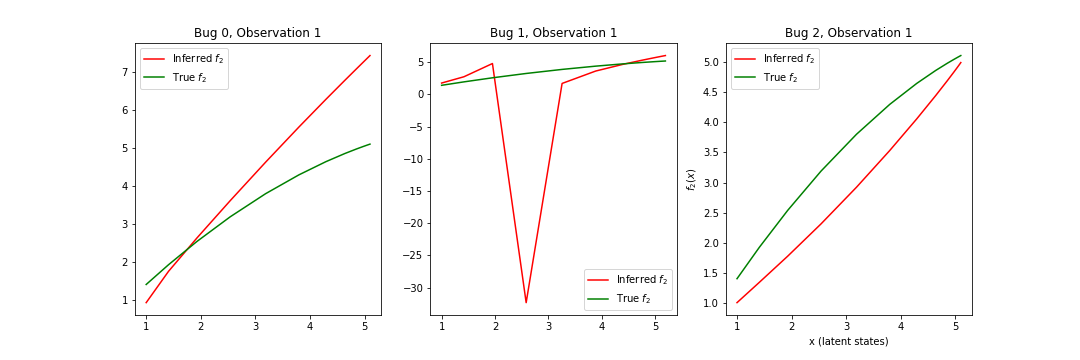 Bug 0, Observation 1
Inferred f₂
True f₂
7
6
5
4
3
2
1
1 2 3 4 5
Bug 1, Observation 1
5
0
−5
−10
−15
−20
−25
−30
Inferred f₂
True f₂
1 2 3 4 5
Bug 2, Observation 1
Inferred f₂
True f₂
f₂(x)
5.0
4.5
4.0
3.5
3.0
2.5
2.0
1.5
1.0
1 2 3 4 5
x (latent states)